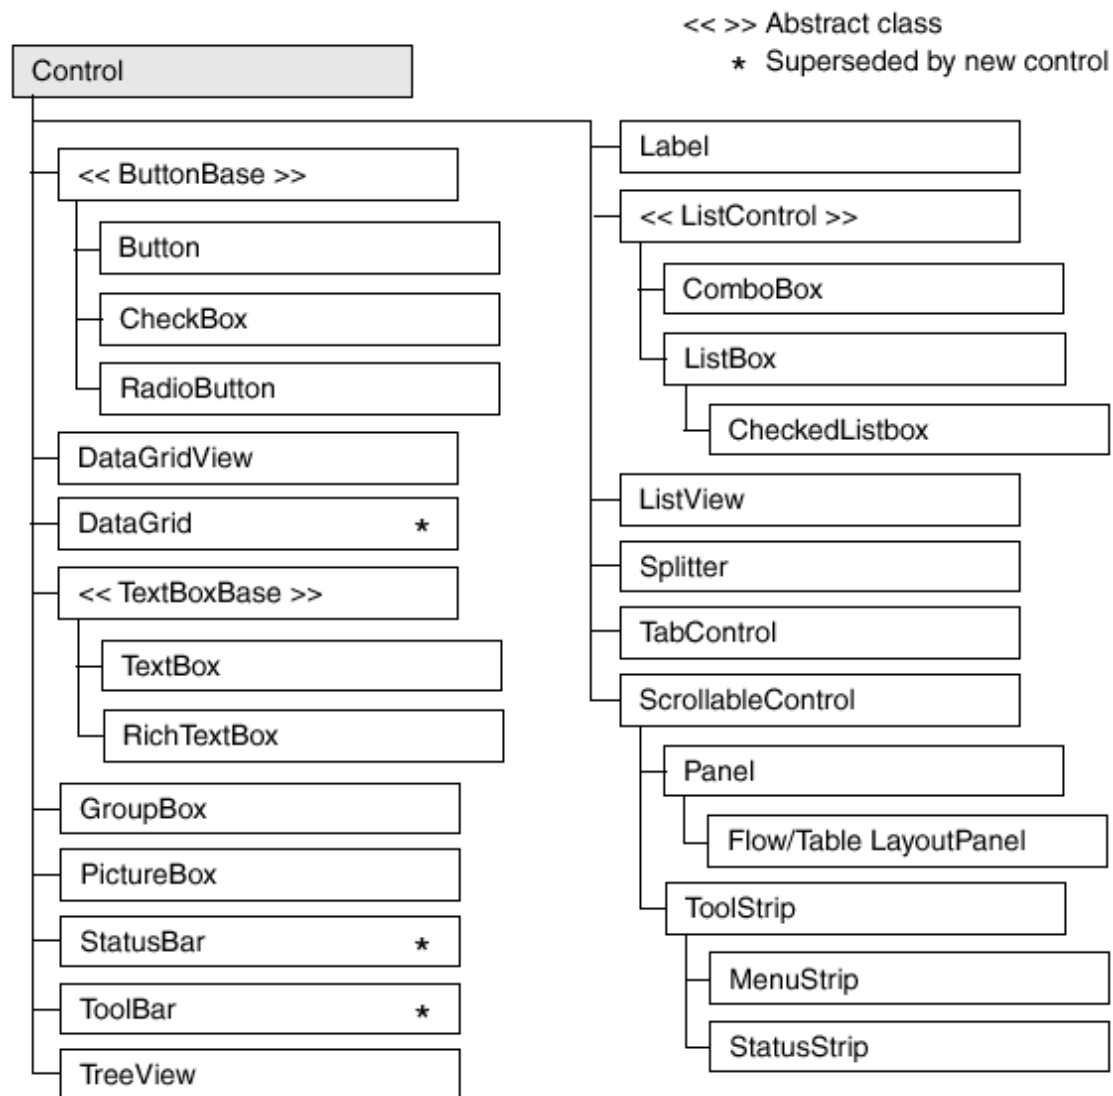 << >> Abstract class
* Superseded by new control
Control
<< ButtonBase >>
Button
CheckBox
RadioButton
DataGridView
DataGrid *
<< TextBoxBase >>
TextBox
RichTextBox
GroupBox
PictureBox
StatusBar *
ToolBar *
TreeView
Label
<< ListControl >>
ComboBox
ListBox
CheckedListbox
ListView
Splitter
TabControl
ScrollableControl
Panel
Flow/Table LayoutPanel
ToolStrip
MenuStrip
StatusStrip